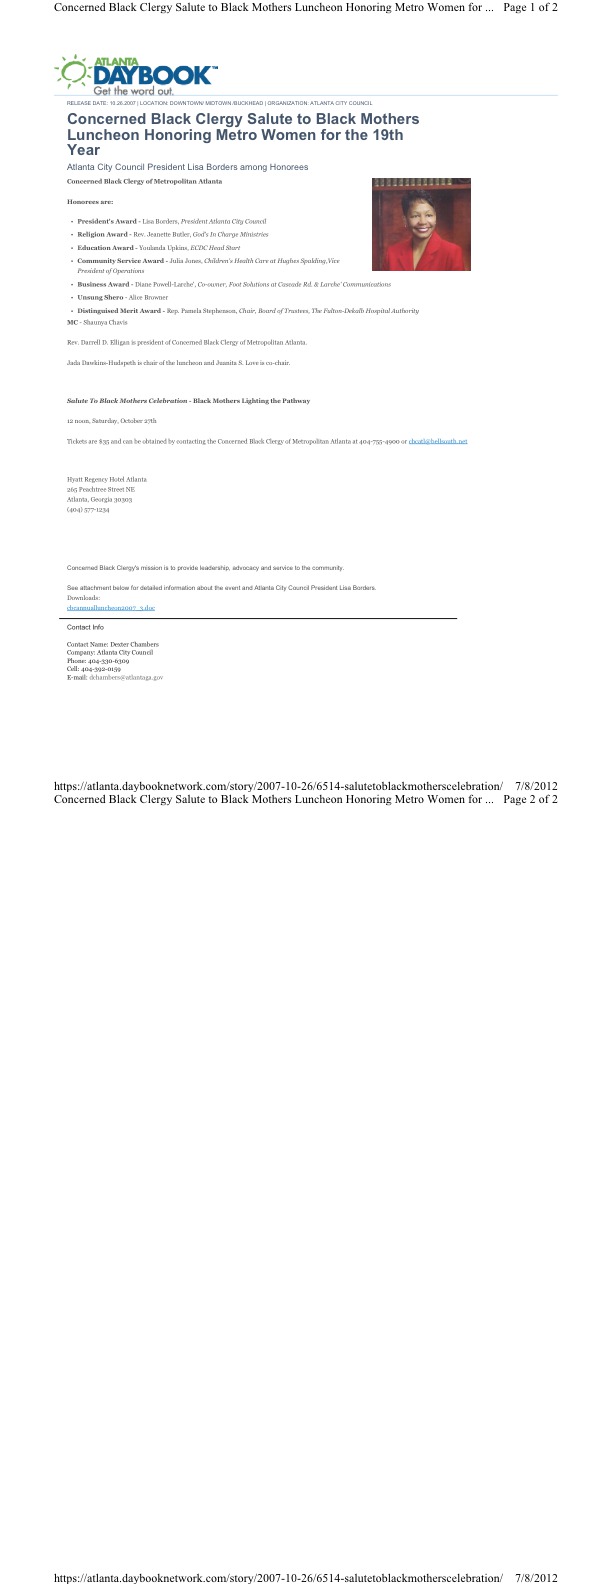 Concerned Black Clergy Salute to Black Mothers Luncheon Honoring Metro Women for ... Page 1 of 2
ATLANTA
DAYBOOK™
Get the word out.
RELEASE DATE: 10.26.2007 | LOCATION: DOWNTOWN/ MIDTOWN /BUCKHEAD | ORGANIZATION: ATLANTA CITY COUNCIL
Concerned Black Clergy Salute to Black Mothers
Luncheon Honoring Metro Women for the 19th
Year
Atlanta City Council President Lisa Borders among Honorees
Concerned Black Clergy of Metropolitan Atlanta
Honorees are:
• President's Award - Lisa Borders, President Atlanta City Council
• Religion Award - Rev. Jeanette Butler, God's In Charge Ministries
• Education Award - Youlunda Upkins, ECDC Head Start
• Community Service Award - Julia Jones, Children's Health Care at Hughes Spalding,Vice
President of Operations
• Business Award - Diane Powell-Larche', Co-owner, Foot Solutions at Cascade Rd. & Larche' Communications
• Unsung Shero - Alice Browner
• Distinguised Merit Award - Rep. Pamela Stephenson, Chair, Board of Trustees, The Fulton-Dekalb Hospital Authority
MC - Shaunya Chavis
Rev. Darrell D. Elligan is president of Concerned Black Clergy of Metropolitan Atlanta.
Jada Dawkins-Hudspeth is chair of the luncheon and Juanita S. Love is co-chair.
Salute To Black Mothers Celebration - Black Mothers Lighting the Pathway
12 noon, Saturday, October 27th
Tickets are $35 and can be obtained by contacting the Concerned Black Clergy of Metropolitan Atlanta at 404-755-4900 or cbcatl@bellsouth.net
Hyatt Regency Hotel Atlanta
265 Peachtree Street NE
Atlanta, Georgia 30303
(404) 577-1234
Concerned Black Clergy's mission is to provide leadership, advocacy and service to the community.
See attachment below for detailed information about the event and Atlanta City Council President Lisa Borders.
Downloads:
cbcannualluncheon2007_3.doc
Contact Info
Contact Name: Dexter Chambers
Company: Atlanta City Council
Phone: 404-330-6309
Cell: 404-392-0159
E-mail: dchambers@atlantaga.gov
https://atlanta.daybooknetwork.com/story/2007-10-26/6514-salutetoblackmotherscelebration/ 7/8/2012
Concerned Black Clergy Salute to Black Mothers Luncheon Honoring Metro Women for ... Page 2 of 2
https://atlanta.daybooknetwork.com/story/2007-10-26/6514-salutetoblackmotherscelebration/ 7/8/2012